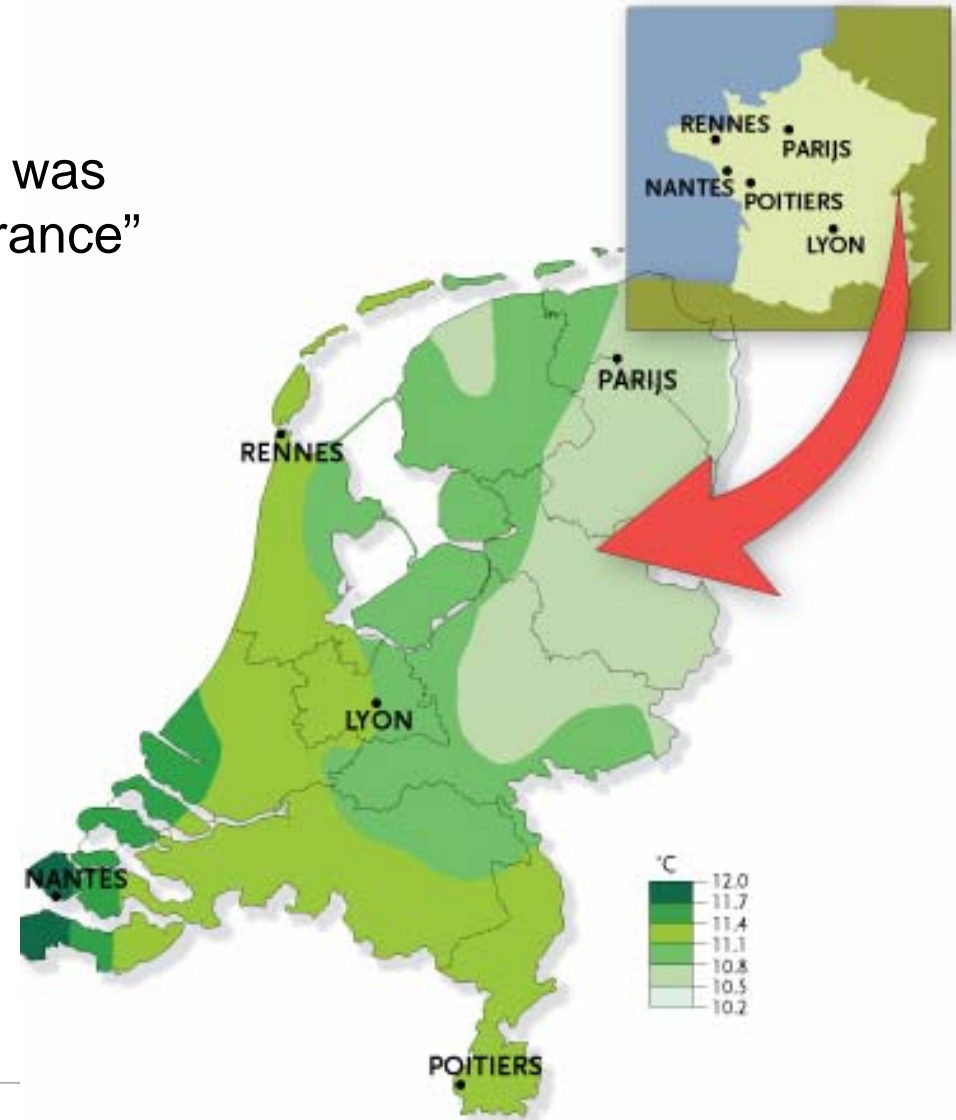 was
rance”
RENNES
PARIJS
NANTES
POITIERS
LYON
PARIJS
RENNES
LYON
NANTES
POITIERS
°C
12.0
11.7
11.4
11.1
10.8
10.5
10.2